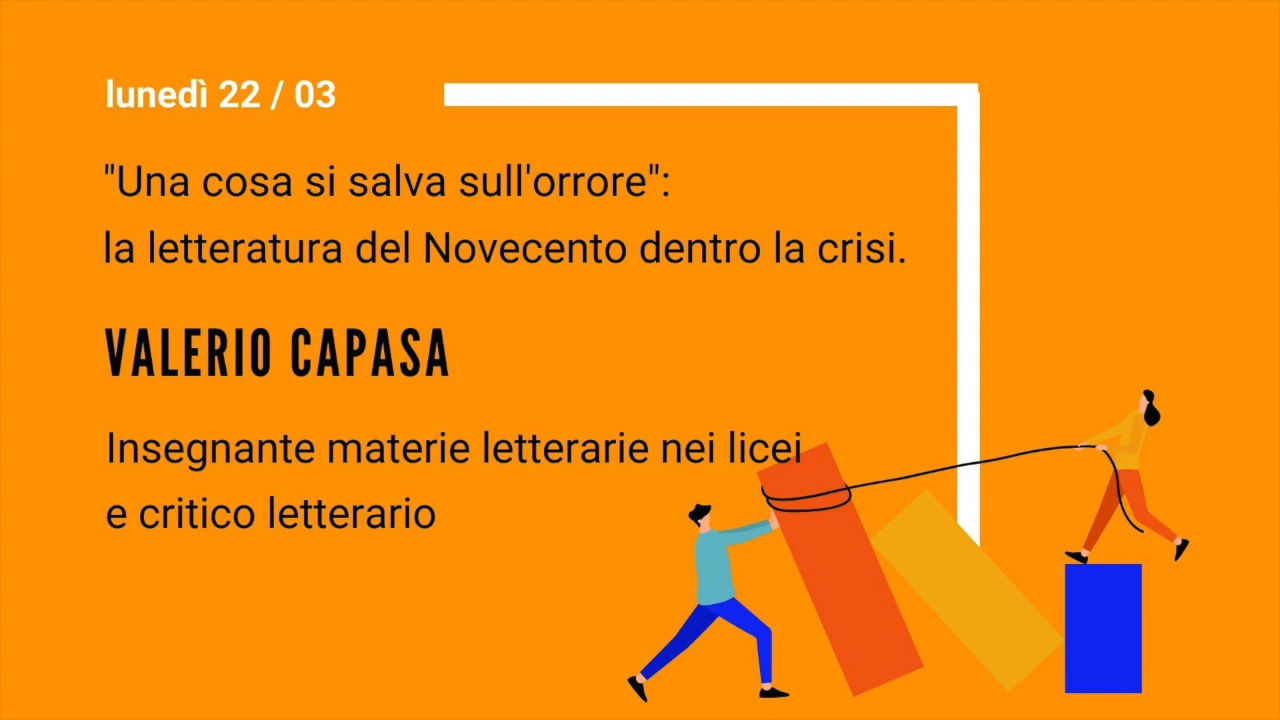 lunedì 22 / 03
"Una cosa si salva sull'orrore":
la letteratura del Novecento dentro la crisi.
VALERIO CAPASA
Insegnante materie letterarie nei licei
e critico letterario